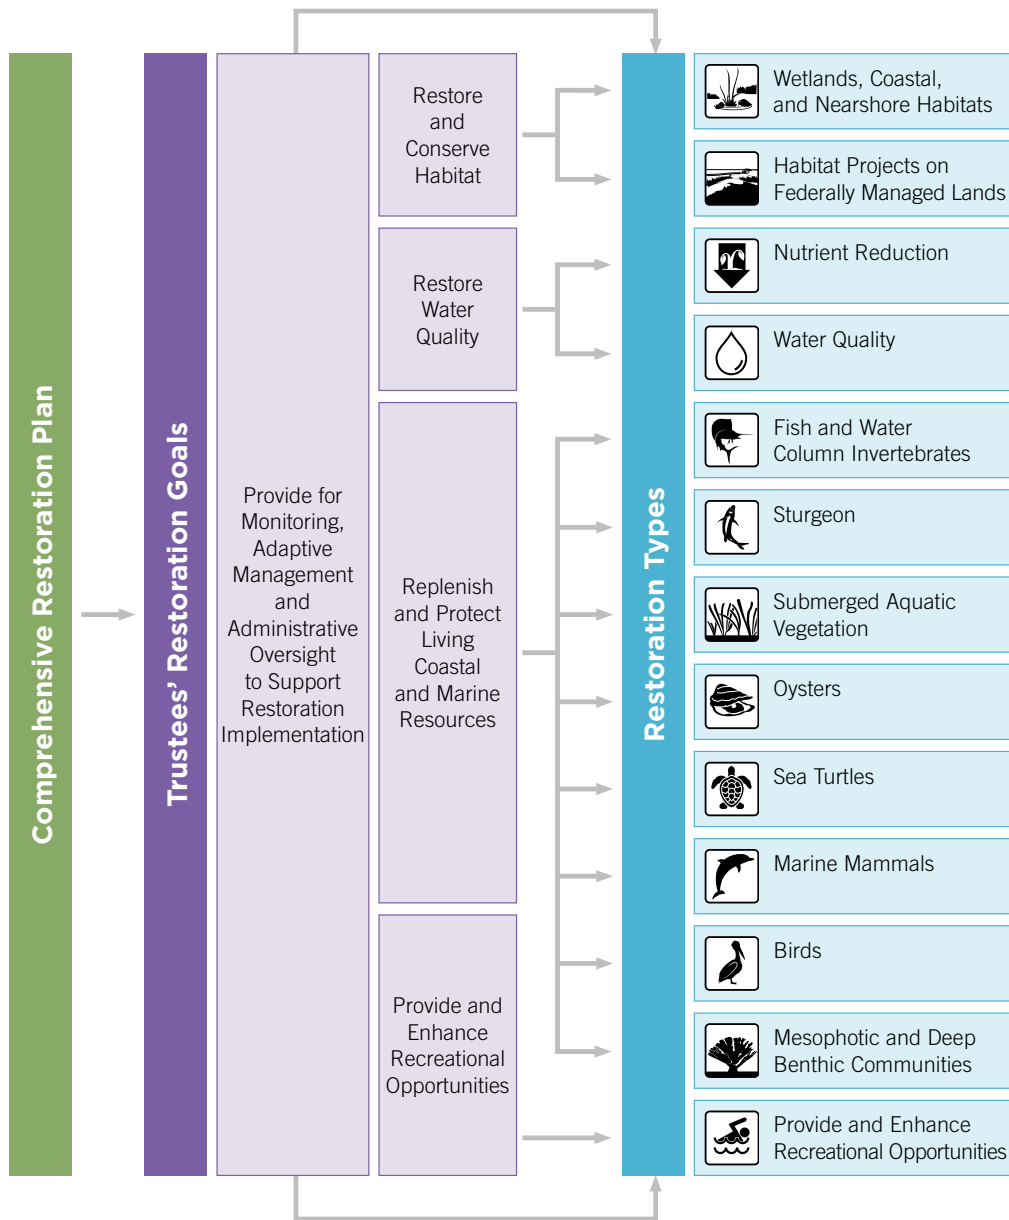 Comprehensive Restoration Plan
Trustees’ Restoration Goals
Provide for
Monitoring,
Adaptive
Management
and
Administrative
Oversight
to Support
Restoration
Implementation
Restore
and
Conserve
Habitat
Restore
Water
Quality
Replenish
and Protect
Living
Coastal
and Marine
Resources
Provide and
Enhance
Recreational
Opportunities
Restoration Types
Wetlands, Coastal,
and Nearshore Habitats
Habitat Projects on
Federally Managed Lands
Nutrient Reduction
Water Quality
Fish and Water
Column Invertebrates
Sturgeon
Submerged Aquatic
Vegetation
Oysters
Sea Turtles
Marine Mammals
Birds
Mesophotic and Deep
Benthic Communities
Provide and Enhance
Recreational Opportunities